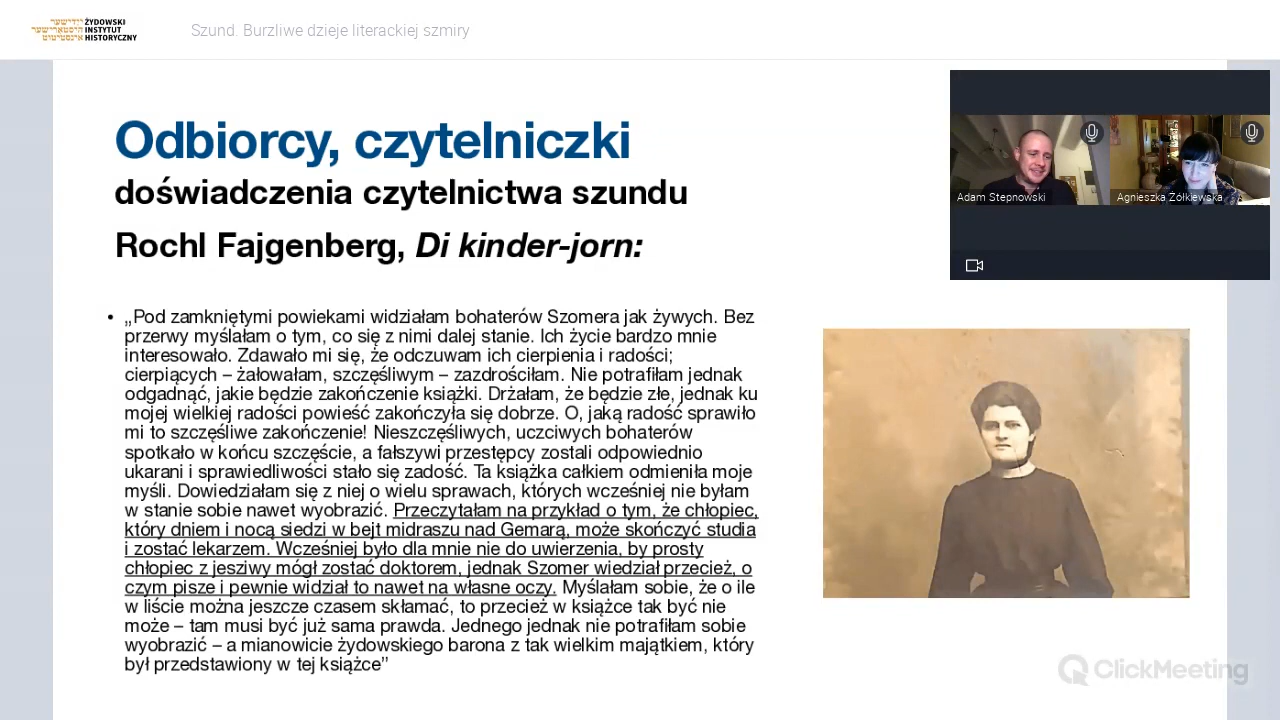 ייִדישער
היסטאָרישער
אינסטיטוט
ŻYDOWSKI
INSTYTUT
HISTORYCZNY
Szund. Burzliwe dzieje literackiej szmiry
Odbiorcy, czytelniczki
doświadczenia czytelnictwa szundu
Rochl Fajgenberg, Di kinder-jorn:
Adam Stepnowski
Agnieszka Żółkiewska
• „Pod zamkniętymi powiekami widziałam bohaterów Szomera jak żywych. Bez
przerwy myślałam o tym, co się z nimi dalej stanie. Ich życie bardzo mnie
interesowało. Zdawało mi się, że odczuwam ich cierpienia i radości;
cierpiących – żałowałam, szczęśliwym – zazdrościłam. Nie potrafiłam jednak
odgadnąć, jakie będzie zakończenie książki. Drżałam, że będzie złe, jednak ku
mojej wielkiej radości powieść zakończyła się dobrze. O, jaką radość sprawiło
mi to szczęśliwe zakończenie! Nieszczęśliwych, uczciwych bohaterów
spotkało w końcu szczęście, a fałszywi przestępcy zostali odpowiednio
ukarani i sprawiedliwości stało się zadość. Ta książka całkiem odmieniła moje
myśli. Dowiedziałam się z niej o wielu sprawach, których wcześniej nie byłam
w stanie sobie nawet wyobrazić. Przeczytałam na przykład o tym, że chłopiec,
który dniem i nocą siedzi w bejt midraszu nad Gemarą, może skończyć studia
i zostać lekarzem. Wcześniej było dla mnie nie do uwierzenia, by prosty
chłopiec z jesziwy mógł zostać doktorem, jednak Szomer wiedział przecież, o
czym pisze i pewnie widział to nawet na własne oczy. Myślałam sobie, że o ile
w liście można jeszcze czasem skłamać, to przecież w książce tak być nie
może – tam musi być już sama prawda. Jednego jednak nie potrafiłam sobie
wyobrazić – a mianowicie żydowskiego barona z tak wielkim majątkiem, który
był przedstawiony w tej książce”
ClickMeeting